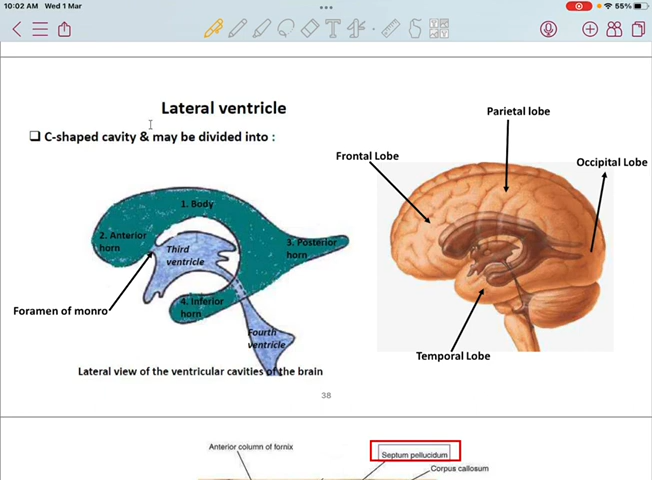 10:02 AM Wed 1 Mar
55%
Lateral ventricle
C-shaped cavity & may be divided into :
1. Body
2. Anterior
horn
3. Posterior
horn
Third
ventricle
4. Inferior
horn
Foramen of monro
Fourth
ventricle
Lateral view of the ventricular cavities of the brain
Parietal lobe
Frontal Lobe
Occipital Lobe
Temporal Lobe
38
Anterior column of fornix
Septum pellucidum
Corpus callosum